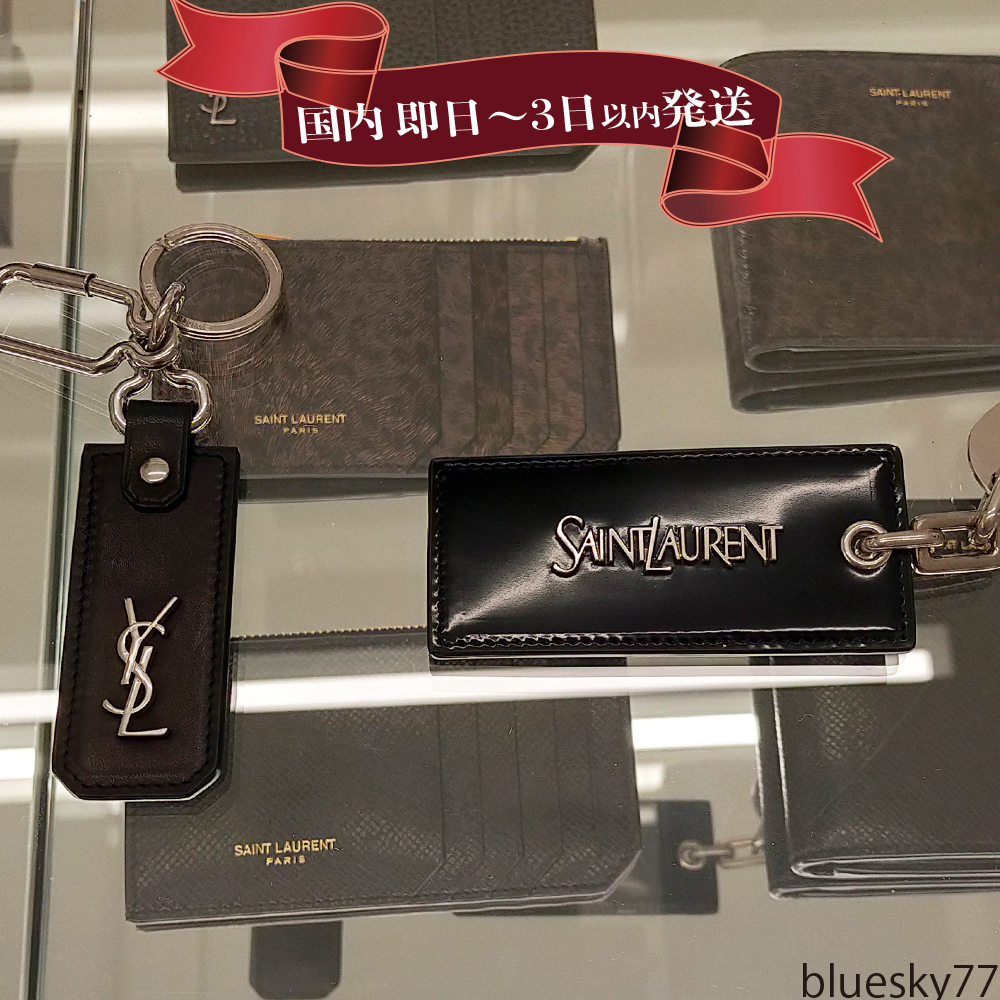 国内 即日～3日以内発送
SAINT LAURENT
PARIS
YSL
SAINT LAURENT
PARIS
SAINT LAURENT
YSL
SAINT LAURENT
PARIS
bluesky77